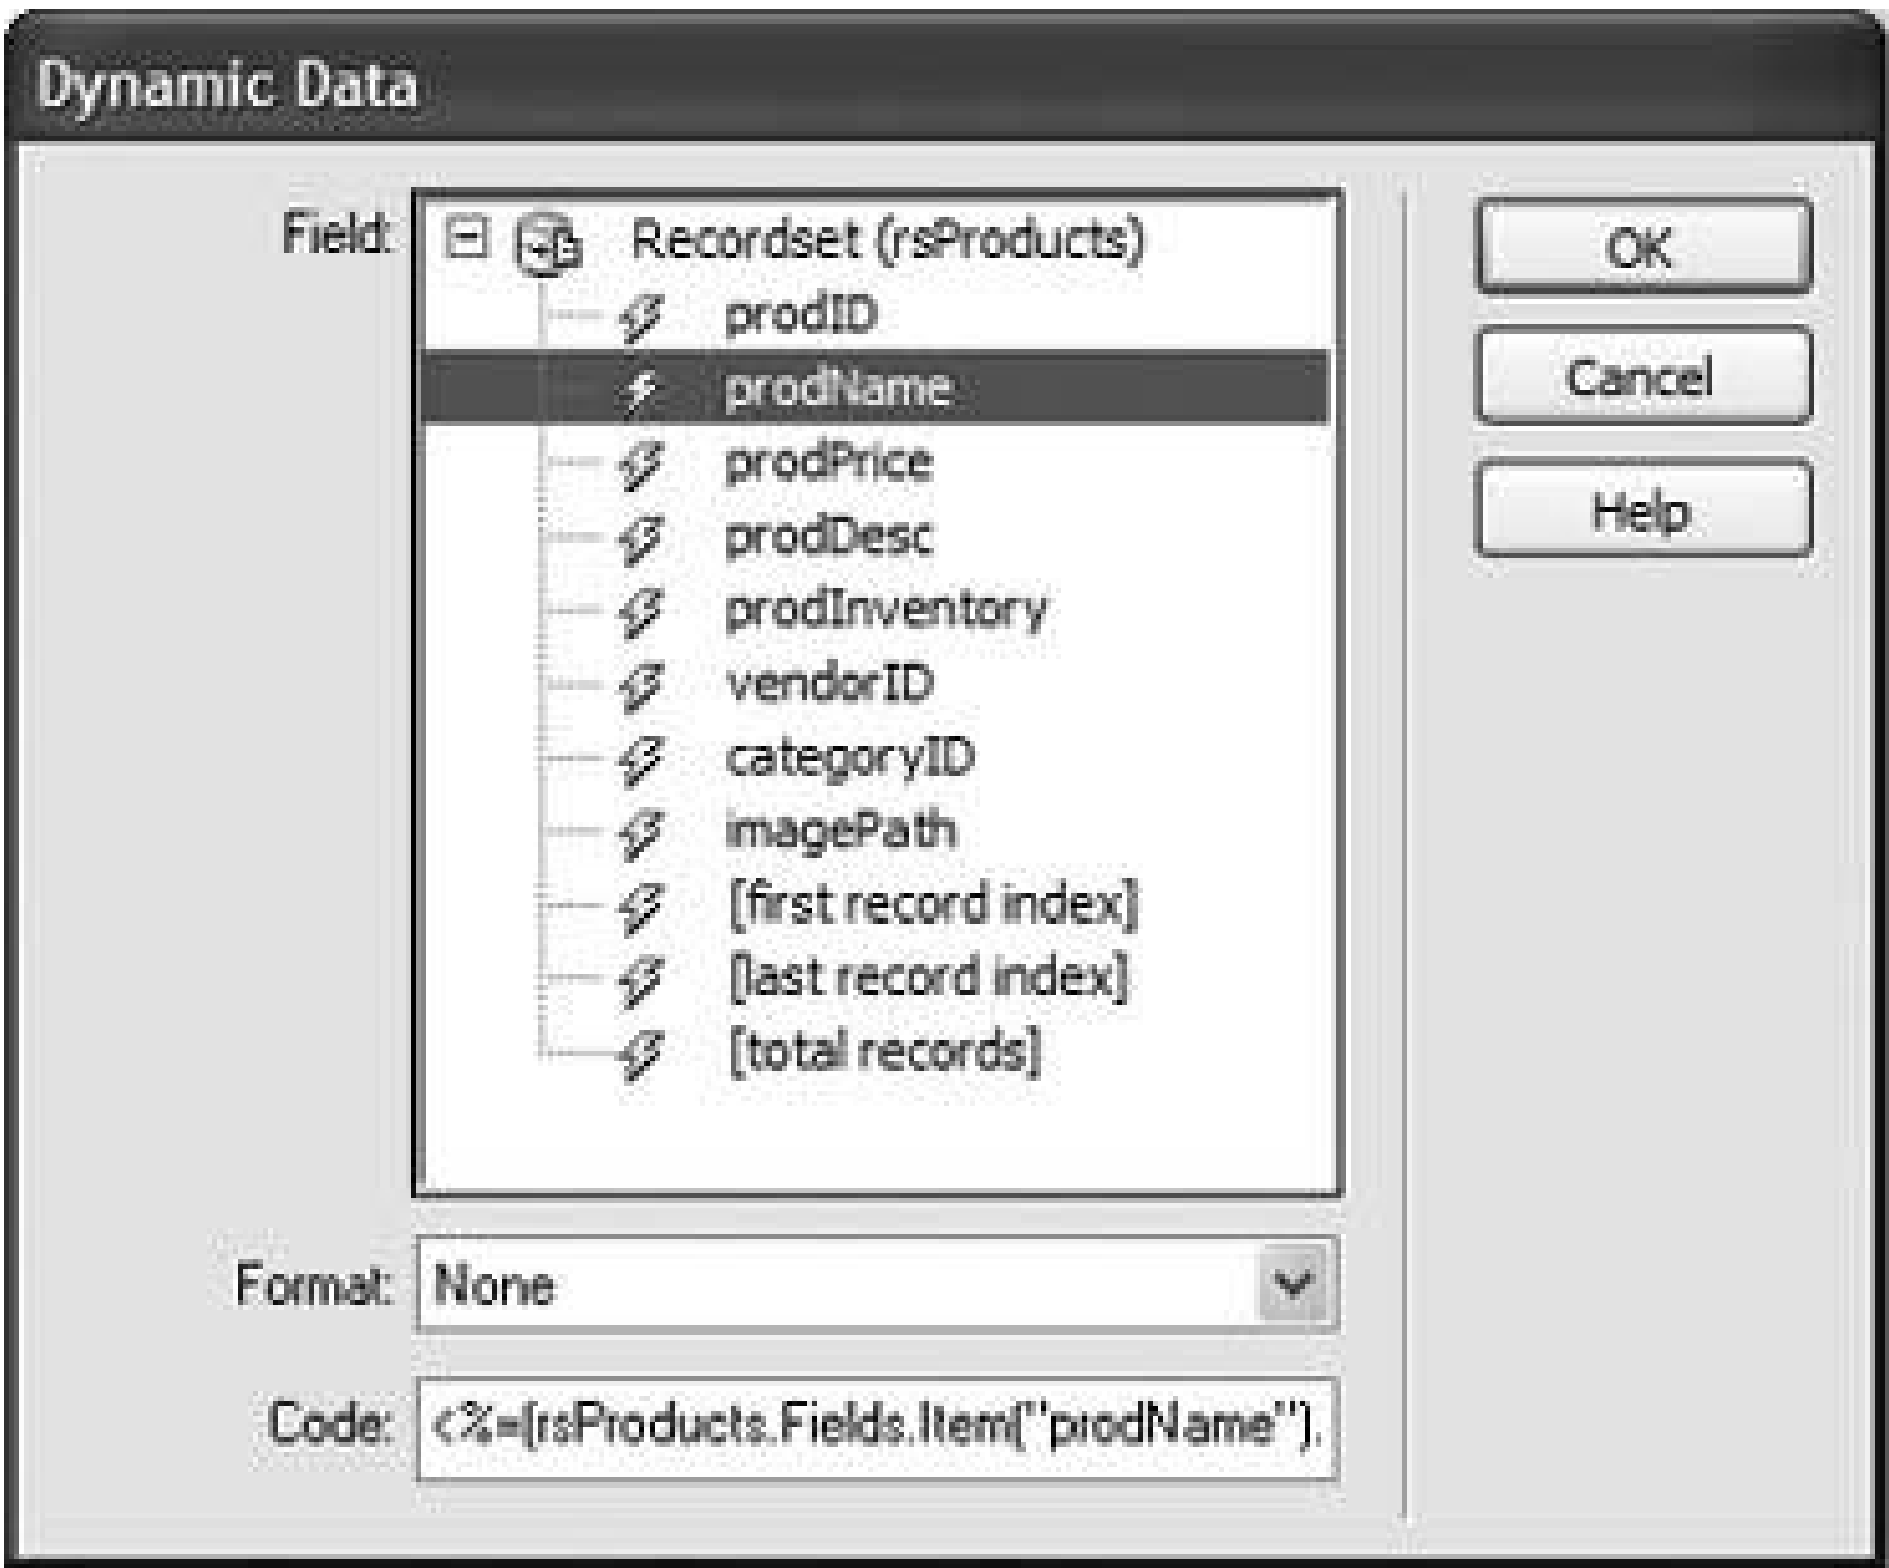 Dynamic Data
Field:
Recordset (rsProducts)
prodID
prodName
prodPrice
prodDesc
prodInventory
vendorID
categoryID
imagePath
[first record index]
[last record index]
[total records]
OK
Cancel
Help
Format: None
Code: <%=(rsProducts.Fields.Item("prodName").